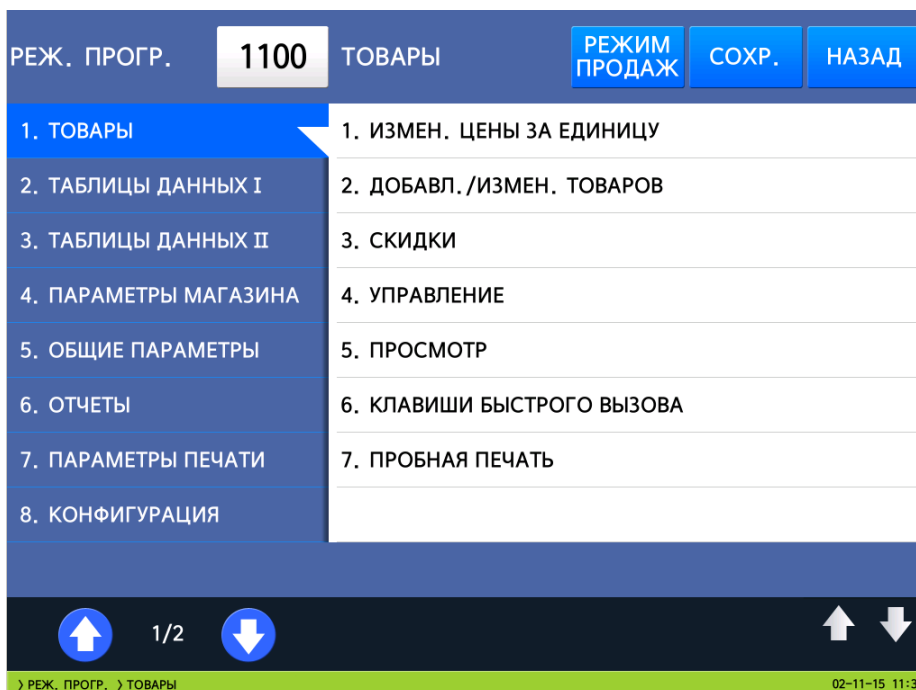 РЕЖ. ПРОГР. 1100 ТОВАРЫ РЕЖИМ ПРОДАЖ СОХР. НАЗАД
1. ТОВАРЫ
2. ТАБЛИЦЫ ДАННЫХ I
3. ТАБЛИЦЫ ДАННЫХ II
4. ПАРАМЕТРЫ МАГАЗИНА
5. ОБЩИЕ ПАРАМЕТРЫ
6. ОТЧЕТЫ
7. ПАРАМЕТРЫ ПЕЧАТИ
8. КОНФИГУРАЦИЯ
1. ИЗМЕН. ЦЕНЫ ЗА ЕДИНИЦУ
2. ДОБАВЛ./ИЗМЕН. ТОВАРОВ
3. СКИДКИ
4. УПРАВЛЕНИЕ
5. ПРОСМОТР
6. КЛАВИШИ БЫСТРОГО ВЫЗОВА
7. ПРОБНАЯ ПЕЧАТЬ
1/2
> РЕЖ. ПРОГР. > ТОВАРЫ 02-11-15